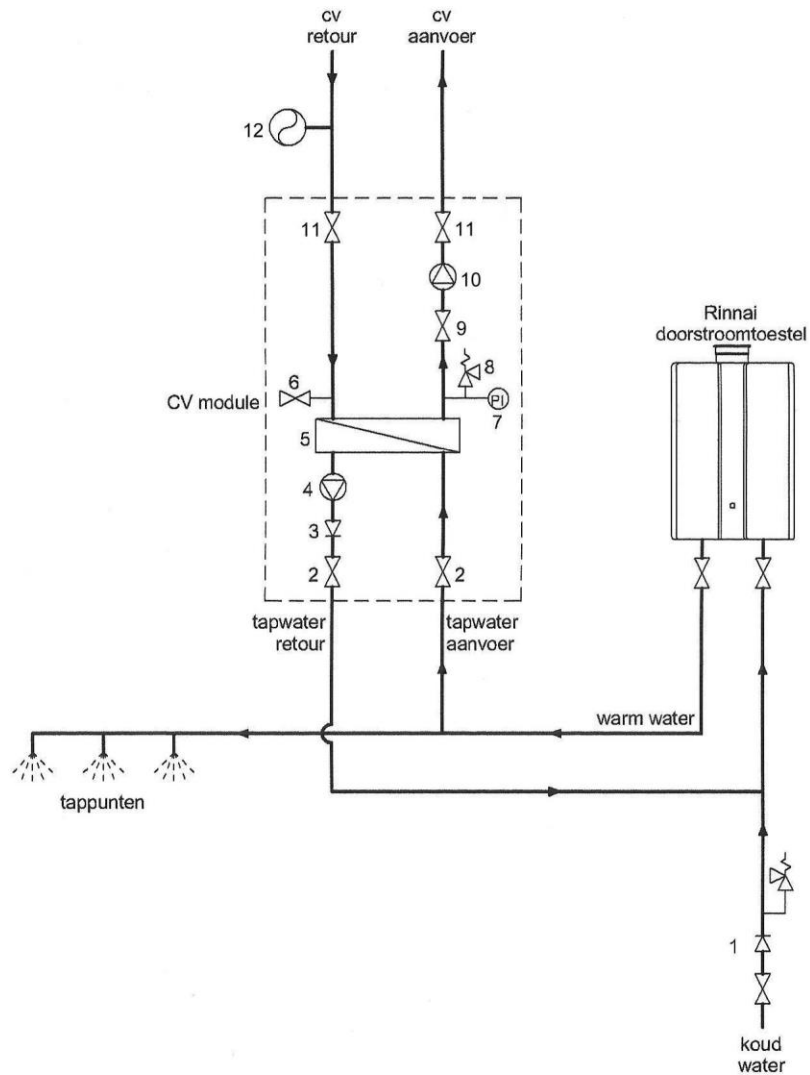 cv
retour
cv
aanvoer
12
11
11
10
9
8
6
PI
7
CV module
5
4
3
2
2
tapwater
retour
tapwater
aanvoer
Rinnai
doorstroomtoestel
warm water
tappunten
1
koud
water